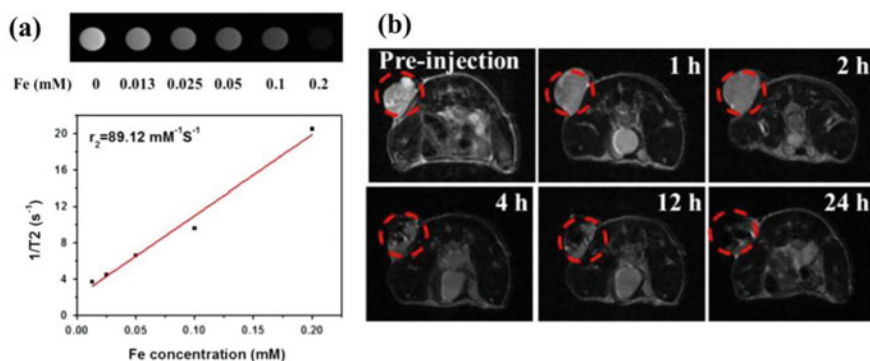 (a)
Fe (mM) 0 0.013 0.025 0.05 0.1 0.2
r₂=89.12 mM⁻¹S⁻¹
20
16
12
8
4
0
1/T2 (s⁻¹)
0.00 0.05 0.10 0.15 0.20
Fe concentration (mM)
(b)
Pre-injection 1 h 2 h
4 h 12 h 24 h